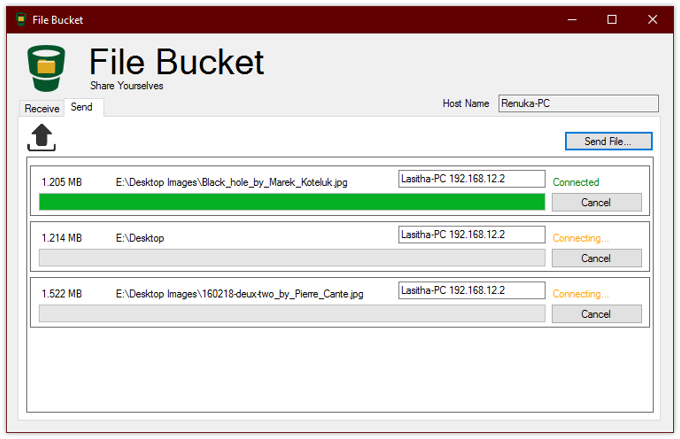 File Bucket
File Bucket
Share Yourselves
Receive Send
Host Name Renuka-PC
Send File...
1.205 MB E:\Desktop Images\Black_hole_by_Marek_Koteluk.jpg Lasitha-PC 192.168.12.2 Connected
Cancel
1.214 MB E:\Desktop Lasitha-PC 192.168.12.2 Connecting...
Cancel
1.522 MB E:\Desktop Images\160218-deux-two_by_Pierre_Cante.jpg Lasitha-PC 192.168.12.2 Connecting...
Cancel